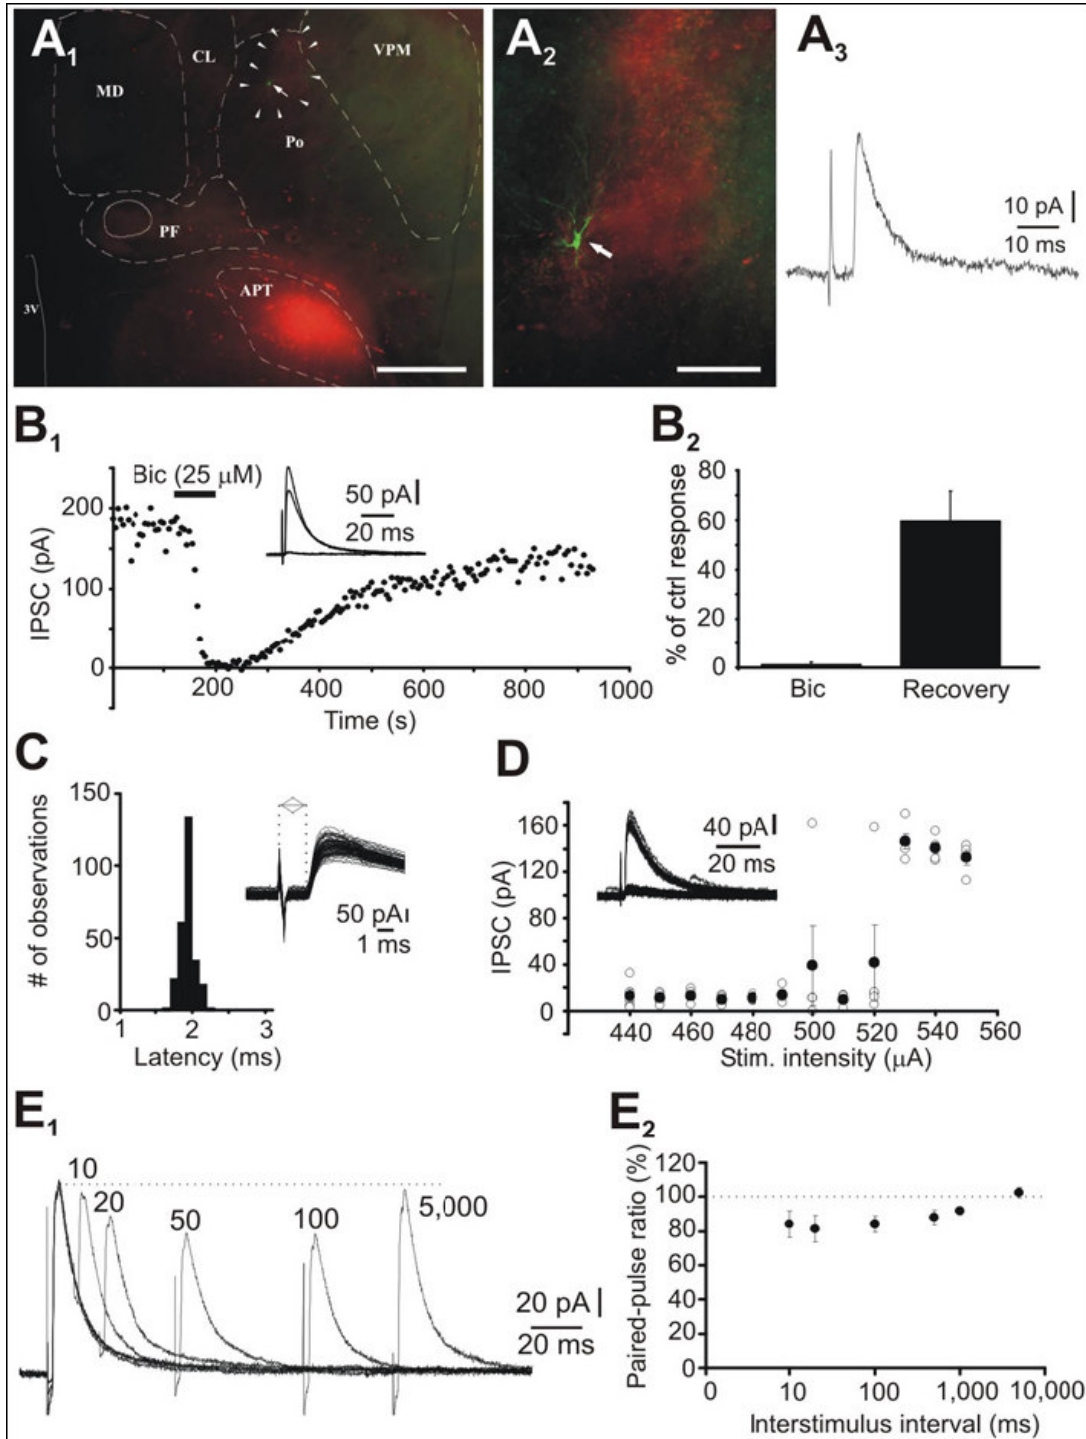 A1
MD
CL
VPM
Po
PF
APT
3V
A2
A3
10 pA
10 ms
B1
Bic (25 μM)
50 pA
20 ms
IPSC (pA)
200
100
0
200
400
600
800
1000
Time (s)
B2
% of ctrl response
80
60
40
20
0
Bic
Recovery
C
# of observations
150
100
50
0
1
2
3
Latency (ms)
50 pA
1 ms
D
IPSC (pA)
160
120
80
40
0
40 pA
20 ms
440
460
480
500
520
540
560
Stim. intensity (μA)
E1
10
20
50
100
5,000
20 pA
20 ms
E2
Paired-pulse ratio (%)
120
100
80
60
40
20
0
0
10
100
1,000
10,000
Interstimulus interval (ms)